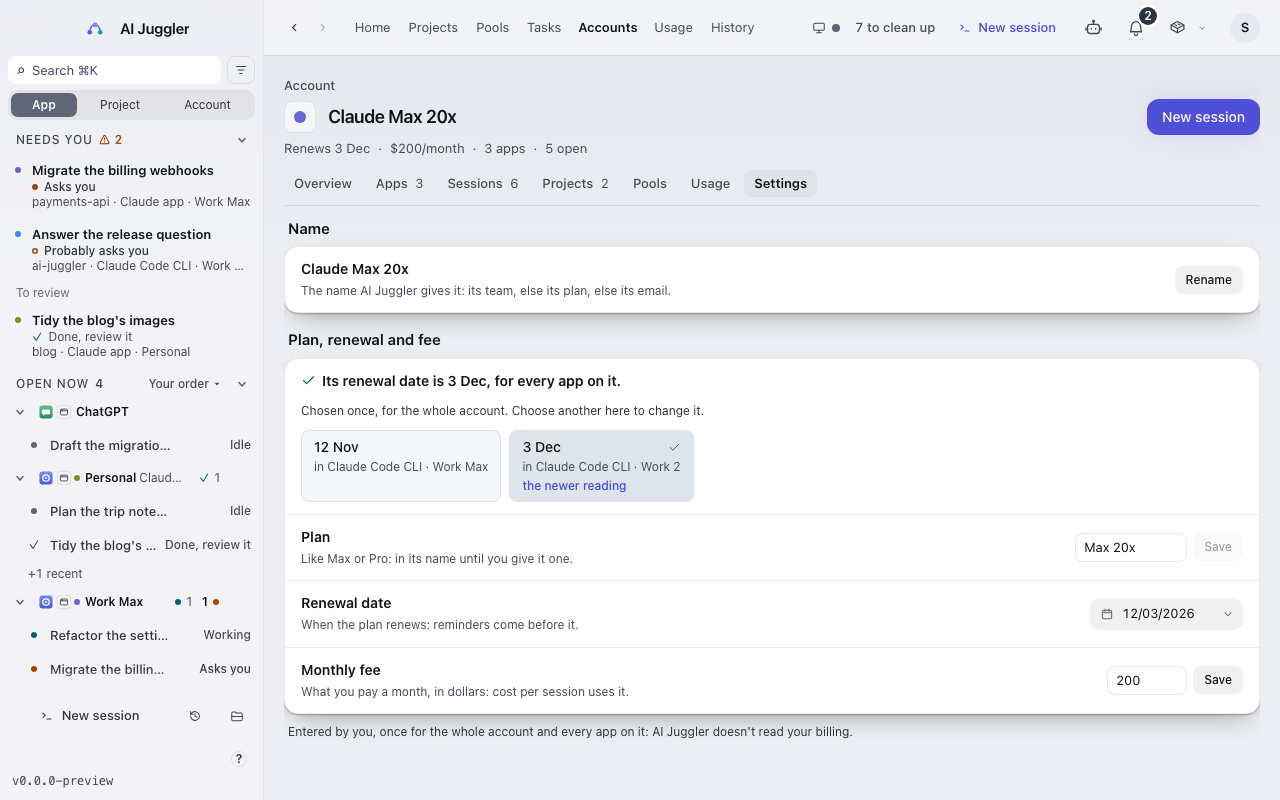 AI Juggler
Search ⌘K
App
Project
Account
NEEDS YOU 2
Migrate the billing webhooks
Asks you
payments-api · Claude app · Work Max
Answer the release question
Probably asks you
ai-juggler · Claude Code CLI · Work ...
To review
Tidy the blog's images
Done, review it
blog · Claude app · Personal
OPEN NOW 4
Your order
ChatGPT
Draft the migratio...
Idle
Personal Claud...
1
Plan the trip note...
Idle
Tidy the blog's ...
Done, review it
+1 recent
Work Max
1
1
Refactor the setti...
Working
Migrate the billin...
Asks you
New session
?
v0.0.0-preview
Home
Projects
Pools
Tasks
Accounts
Usage
History
7 to clean up
New session
2
S
Account
Claude Max 20x
New session
Renews 3 Dec · $200/month · 3 apps · 5 open
Overview
Apps 3
Sessions 6
Projects 2
Pools
Usage
Settings
Name
Claude Max 20x
The name AI Juggler gives it: its team, else its plan, else its email.
Rename
Plan, renewal and fee
Its renewal date is 3 Dec, for every app on it.
Chosen once, for the whole account. Choose another here to change it.
12 Nov
in Claude Code CLI · Work Max
3 Dec
in Claude Code CLI · Work 2
the newer reading
Plan
Like Max or Pro: in its name until you give it one.
Max 20x
Save
Renewal date
When the plan renews: reminders come before it.
12/03/2026
Monthly fee
What you pay a month, in dollars: cost per session uses it.
200
Save
Entered by you, once for the whole account and every app on it: AI Juggler doesn't read your billing.